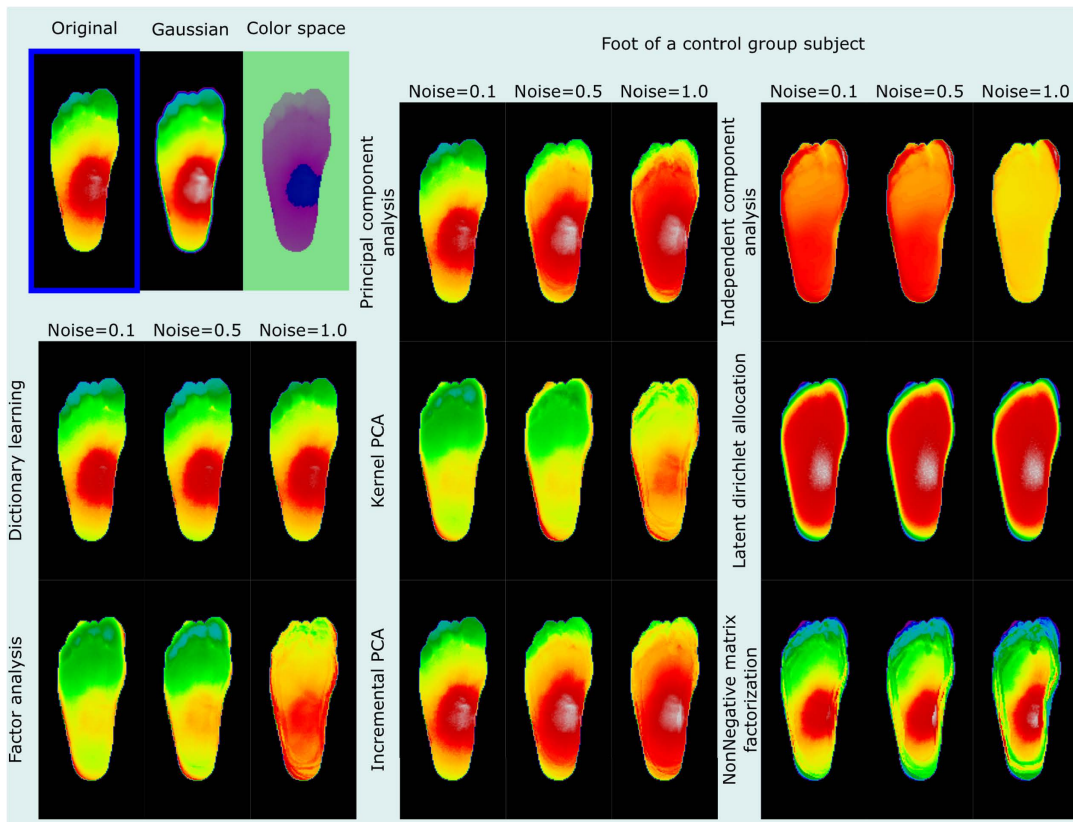 Original Gaussian Color space
Foot of a control group subject
Noise=0.1 Noise=0.5 Noise=1.0
Dictionary learning
Factor analysis
Noise=0.1 Noise=0.5 Noise=1.0
Principal component
analysis
Kernel PCA
Incremental PCA
Noise=0.1 Noise=0.5 Noise=1.0
Independent component
analysis
Latent dirichlet allocation
NonNegative matrix
factorization